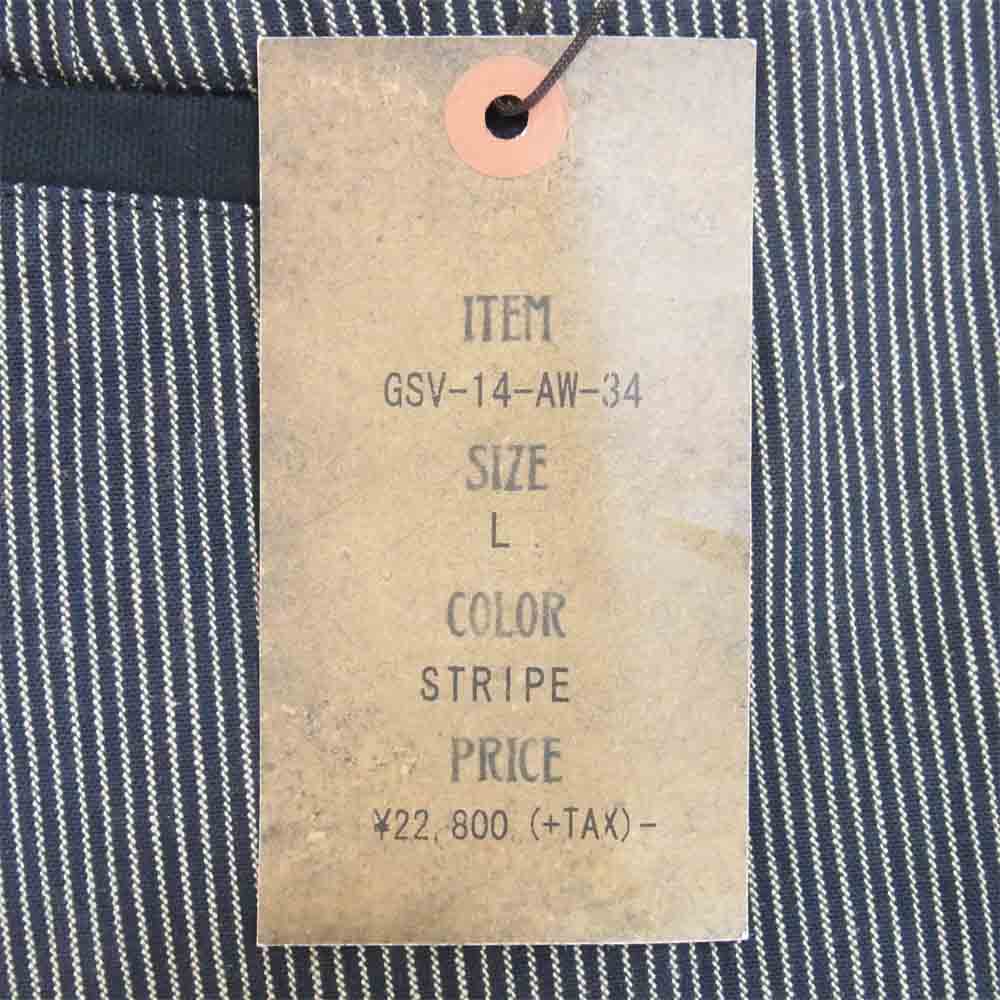 ITEM
GSV-14-AW-34
SIZE
L
COLOR
STRIPE
PRICE
¥22,800 (+TAX)-